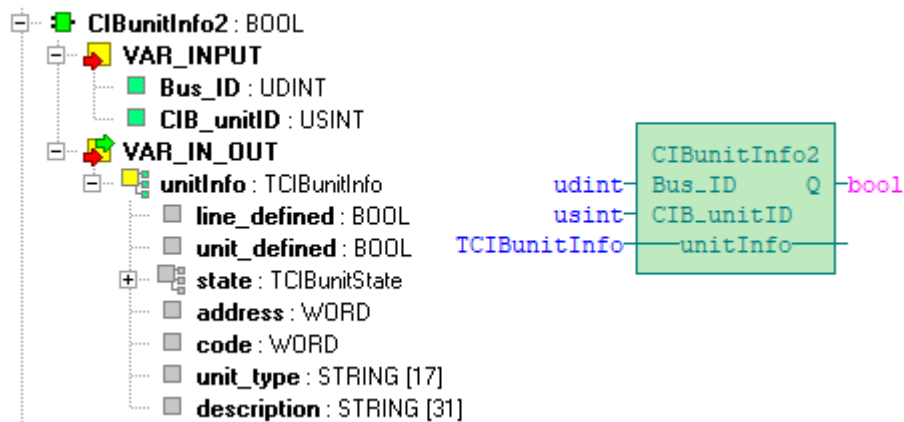 CIBunitInfo2 : BOOL
VAR_INPUT
Bus_ID : UDINT
CIB_unitID : USINT
VAR_IN_OUT
unitInfo : TCIBunitInfo
line_defined : BOOL
unit_defined : BOOL
state : TCIBunitState
address : WORD
code : WORD
unit_type : STRING [17]
description : STRING [31]
CIBunitInfo2
udint Bus_ID Q bool
usint CIB_unitID
TCIBunitInfo unitInfo